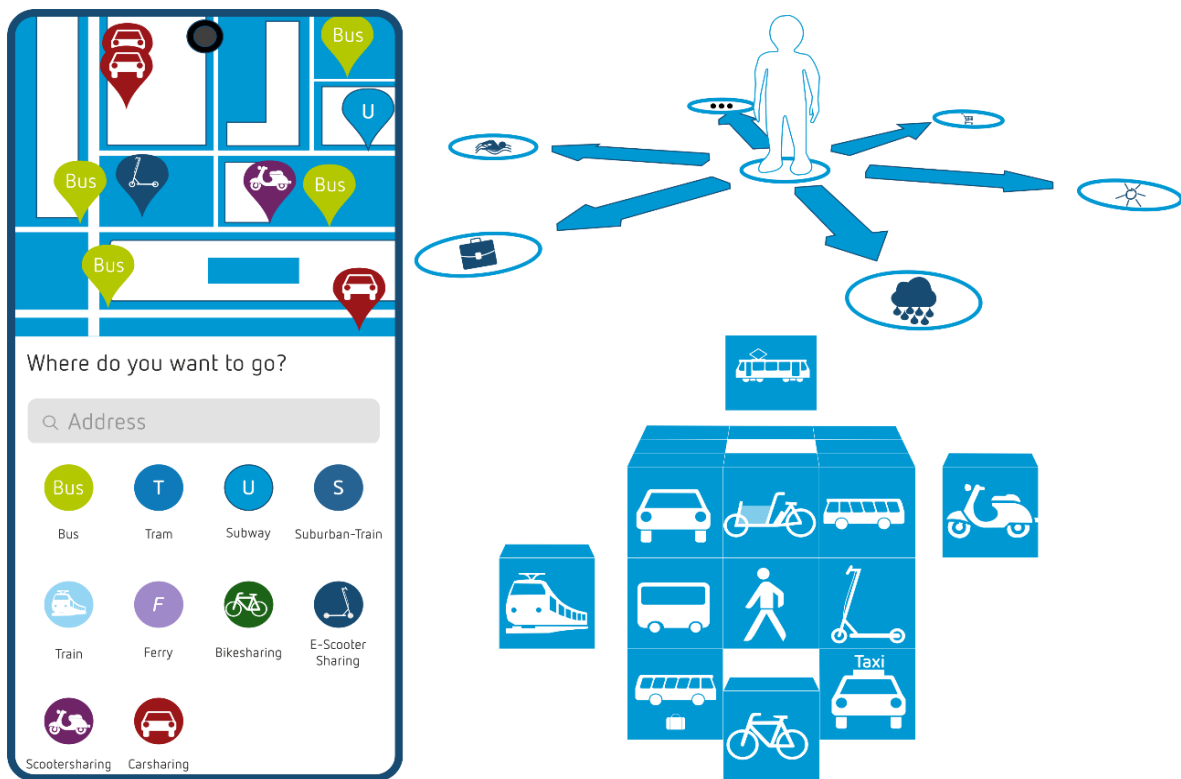 Bus
U
Bus
Bus
Bus
Where do you want to go?
Address
Bus
T
U
S
Bus
Tram
Subway
Suburban-Train
F
Train
Ferry
Bikesharing
E-Scooter
Sharing
Scootersharing
Carsharing
Taxi